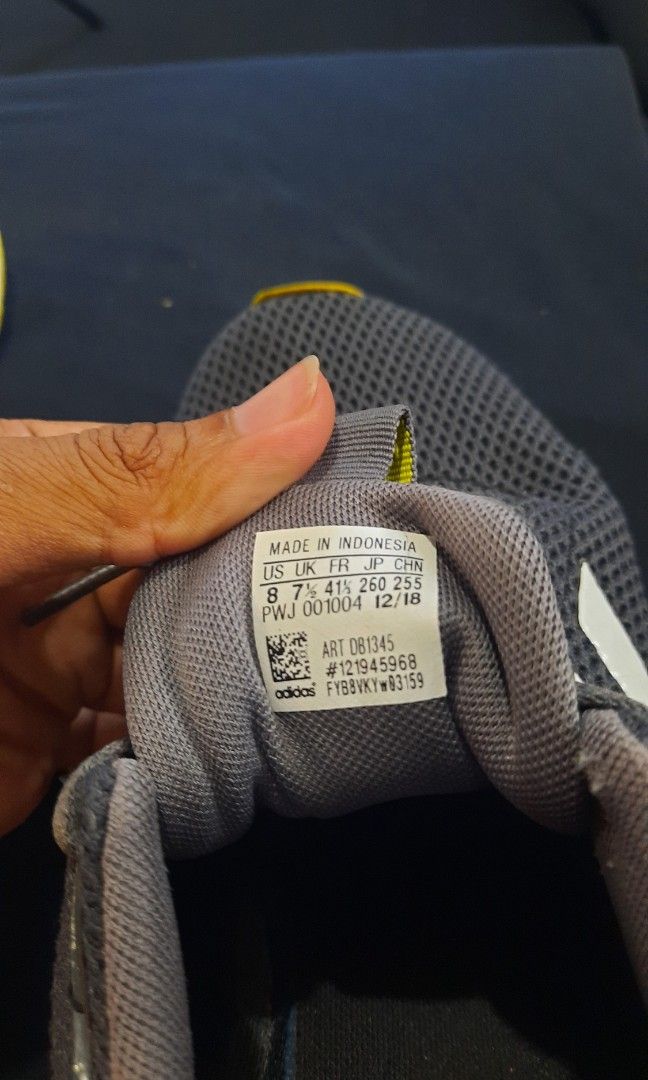 MADE IN INDONESIA
US UK FR JP CHN
8 7½ 41⅓ 260 255
PWJ 001004 12/18
ART DB1345
#121945968
adidas FYB8VKYw03159